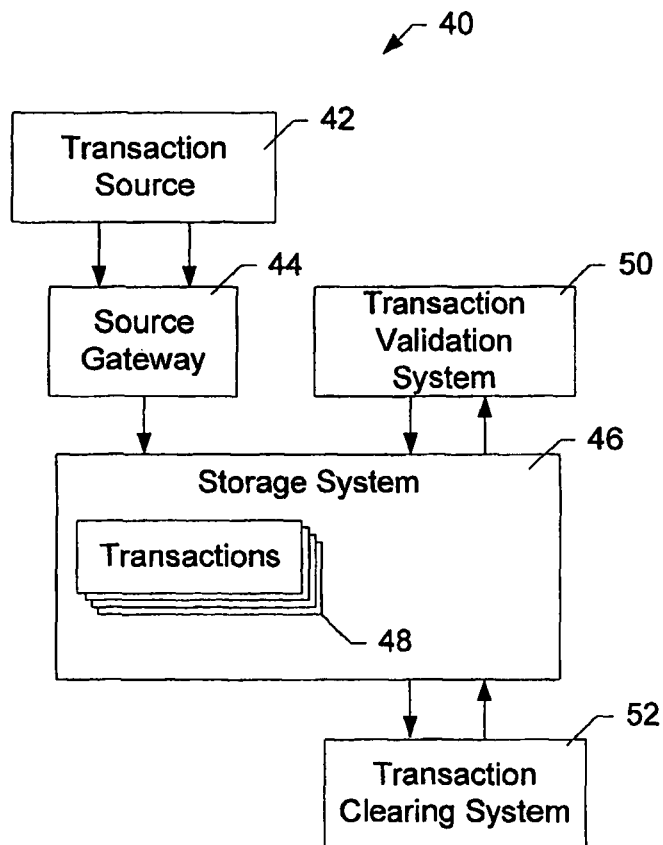 40
42
Transaction
Source
44
Source
Gateway
50
Transaction
Validation
System
46
Storage System
Transactions
48
52
Transaction
Clearing System